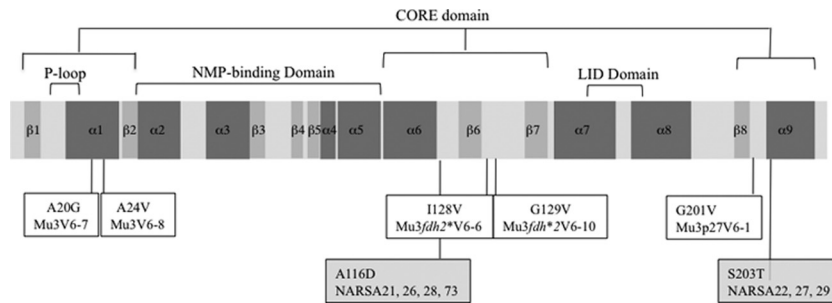 CORE domain
P-loop
NMP-binding Domain
LID Domain
β1 α1 β2 α2 α3 β3 β4 β5 α4 α5 α6 β6 β7 α7 α8 β8 α9
A20G
Mu3V6-7
A24V
Mu3V6-8
I128V
Mu3fdh2*V6-6
G129V
Mu3fdh*2V6-10
G201V
Mu3p27V6-1
A116D
NARSA21, 26, 28, 73
S203T
NARSA22, 27, 29